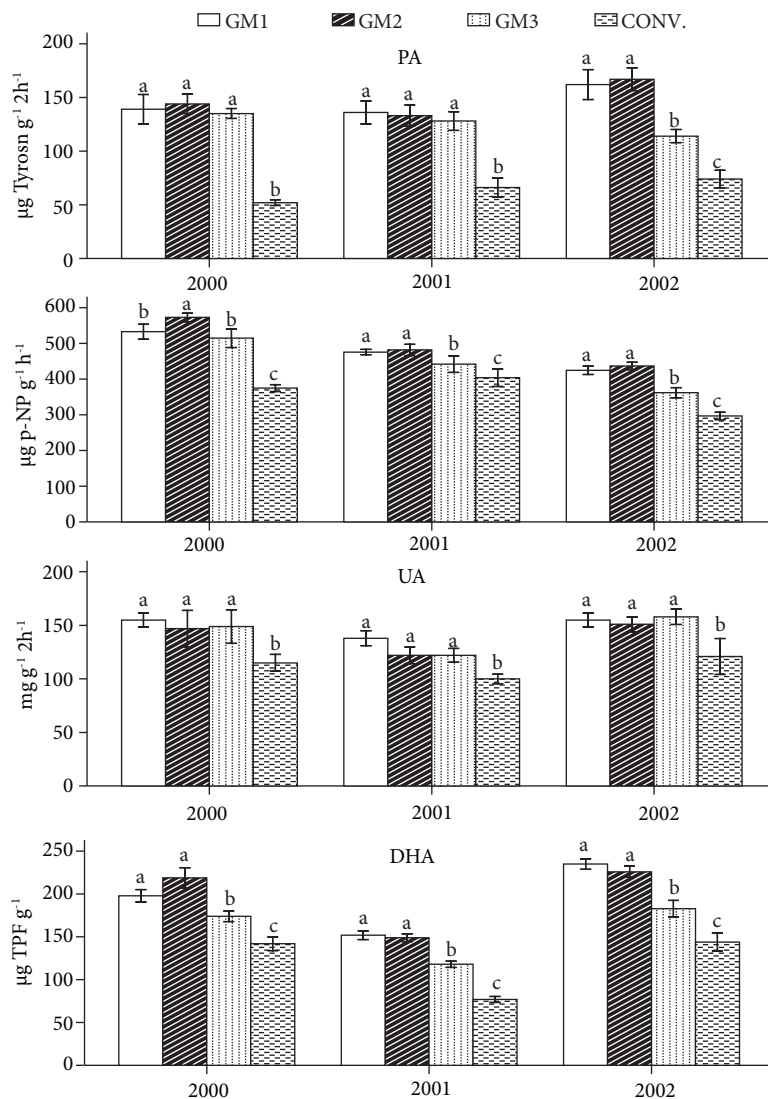 GM1 GM2 GM3 CONV.
PA
µg Tyrosn g⁻¹ 2h⁻¹
200
150
100
50
0
a a a b
a a a b
a a b c
2000 2001 2002
µg p-NP g⁻¹ h⁻¹
600
500
400
300
200
100
0
b a b c
a a b c
a a b c
2000 2001 2002
UA
mg g⁻¹ 2h⁻¹
200
150
100
50
0
a a a b
a a a b
a a a b
2000 2001 2002
DHA
µg TPF g⁻¹
250
200
150
100
50
0
a a b c
a a b c
a a b c
2000 2001 2002